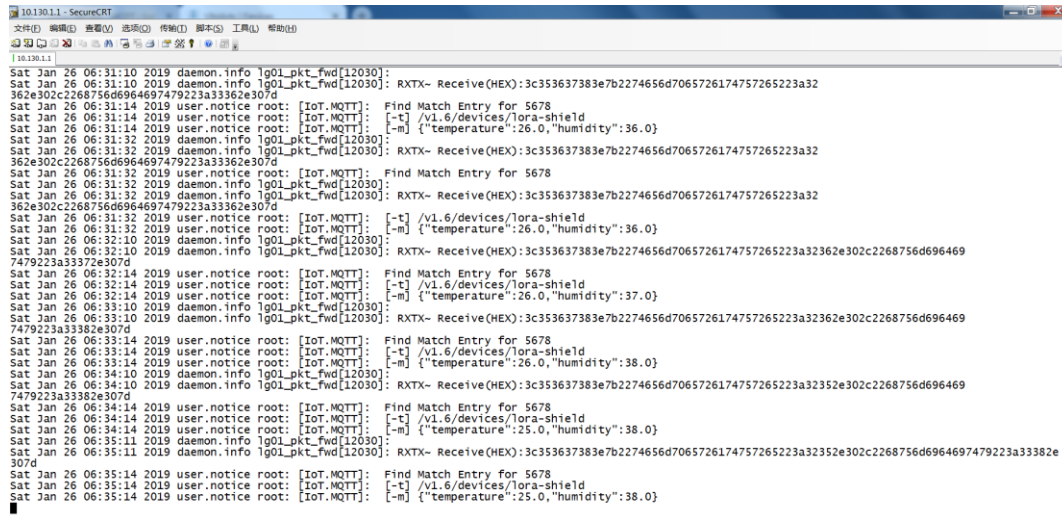 10.130.1.1 - SecureCRT
文件(F) 编辑(E) 查看(V) 选项(O) 传输(T) 脚本(S) 工具(L) 帮助(H)
10.130.1.1
Sat Jan 26 06:31:10 2019 daemon.info lg01_pkt_fwd[12030]:
Sat Jan 26 06:31:10 2019 daemon.info lg01_pkt_fwd[12030]: RXTX~ Receive(HEX):3c353637383e7b2274656d7065726174757265223a32
362e302c2268756d6964697479223a33362e307d
Sat Jan 26 06:31:14 2019 user.notice root: [IoT.MQTT]:  Find Match Entry for 5678
Sat Jan 26 06:31:14 2019 user.notice root: [IoT.MQTT]:  [-t] /v1.6/devices/lora-shield
Sat Jan 26 06:31:14 2019 user.notice root: [IoT.MQTT]:  [-m] {"temperature":26.0,"humidity":36.0}
Sat Jan 26 06:31:32 2019 daemon.info lg01_pkt_fwd[12030]:
Sat Jan 26 06:31:32 2019 daemon.info lg01_pkt_fwd[12030]: RXTX~ Receive(HEX):3c353637383e7b2274656d7065726174757265223a32
362e302c2268756d6964697479223a33362e307d
Sat Jan 26 06:31:32 2019 user.notice root: [IoT.MQTT]:  Find Match Entry for 5678
Sat Jan 26 06:31:32 2019 daemon.info lg01_pkt_fwd[12030]:
Sat Jan 26 06:31:32 2019 daemon.info lg01_pkt_fwd[12030]: RXTX~ Receive(HEX):3c353637383e7b2274656d7065726174757265223a32
362e302c2268756d6964697479223a33362e307d
Sat Jan 26 06:31:32 2019 user.notice root: [IoT.MQTT]:  [-t] /v1.6/devices/lora-shield
Sat Jan 26 06:31:32 2019 user.notice root: [IoT.MQTT]:  [-m] {"temperature":26.0,"humidity":36.0}
Sat Jan 26 06:32:10 2019 daemon.info lg01_pkt_fwd[12030]:
Sat Jan 26 06:32:10 2019 daemon.info lg01_pkt_fwd[12030]: RXTX~ Receive(HEX):3c353637383e7b2274656d7065726174757265223a32362e302c2268756d696469
7479223a33372e307d
Sat Jan 26 06:32:14 2019 user.notice root: [IoT.MQTT]:  Find Match Entry for 5678
Sat Jan 26 06:32:14 2019 user.notice root: [IoT.MQTT]:  [-t] /v1.6/devices/lora-shield
Sat Jan 26 06:32:14 2019 user.notice root: [IoT.MQTT]:  [-m] {"temperature":26.0,"humidity":37.0}
Sat Jan 26 06:33:10 2019 daemon.info lg01_pkt_fwd[12030]:
Sat Jan 26 06:33:10 2019 daemon.info lg01_pkt_fwd[12030]: RXTX~ Receive(HEX):3c353637383e7b2274656d7065726174757265223a32362e302c2268756d696469
7479223a33382e307d
Sat Jan 26 06:33:14 2019 user.notice root: [IoT.MQTT]:  Find Match Entry for 5678
Sat Jan 26 06:33:14 2019 user.notice root: [IoT.MQTT]:  [-t] /v1.6/devices/lora-shield
Sat Jan 26 06:33:14 2019 user.notice root: [IoT.MQTT]:  [-m] {"temperature":26.0,"humidity":38.0}
Sat Jan 26 06:34:10 2019 daemon.info lg01_pkt_fwd[12030]:
Sat Jan 26 06:34:10 2019 daemon.info lg01_pkt_fwd[12030]: RXTX~ Receive(HEX):3c353637383e7b2274656d7065726174757265223a32352e302c2268756d696469
7479223a33382e307d
Sat Jan 26 06:34:14 2019 user.notice root: [IoT.MQTT]:  Find Match Entry for 5678
Sat Jan 26 06:34:14 2019 user.notice root: [IoT.MQTT]:  [-t] /v1.6/devices/lora-shield
Sat Jan 26 06:34:14 2019 user.notice root: [IoT.MQTT]:  [-m] {"temperature":25.0,"humidity":38.0}
Sat Jan 26 06:35:11 2019 daemon.info lg01_pkt_fwd[12030]:
Sat Jan 26 06:35:11 2019 daemon.info lg01_pkt_fwd[12030]: RXTX~ Receive(HEX):3c353637383e7b2274656d7065726174757265223a32352e302c2268756d6964697479223a33382e
307d
Sat Jan 26 06:35:14 2019 user.notice root: [IoT.MQTT]:  Find Match Entry for 5678
Sat Jan 26 06:35:14 2019 user.notice root: [IoT.MQTT]:  [-t] /v1.6/devices/lora-shield
Sat Jan 26 06:35:14 2019 user.notice root: [IoT.MQTT]:  [-m] {"temperature":25.0,"humidity":38.0}